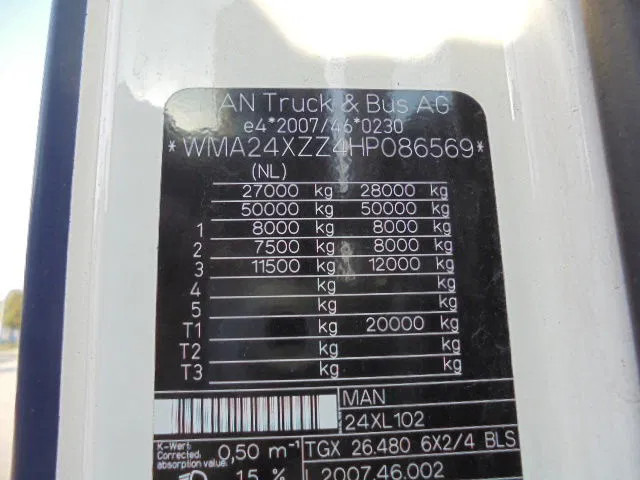 MAN Truck & Bus AG
e4*2007/46*0230
*WMA24XZZ4HP086569*
(NL)
27000 kg 28000 kg
50000 kg 50000 kg
1 8000 kg 8000 kg
2 7500 kg 8000 kg
3 11500 kg 12000 kg
4 kg kg
5 kg kg
T1 kg 20000 kg
T2 kg kg
T3 kg kg
MAN
24XL102
K-Wert
Corrected absorption value 0,50 m⁻¹
TGX 26.480 6X2/4 BLS
15 %
L.2007.46.002